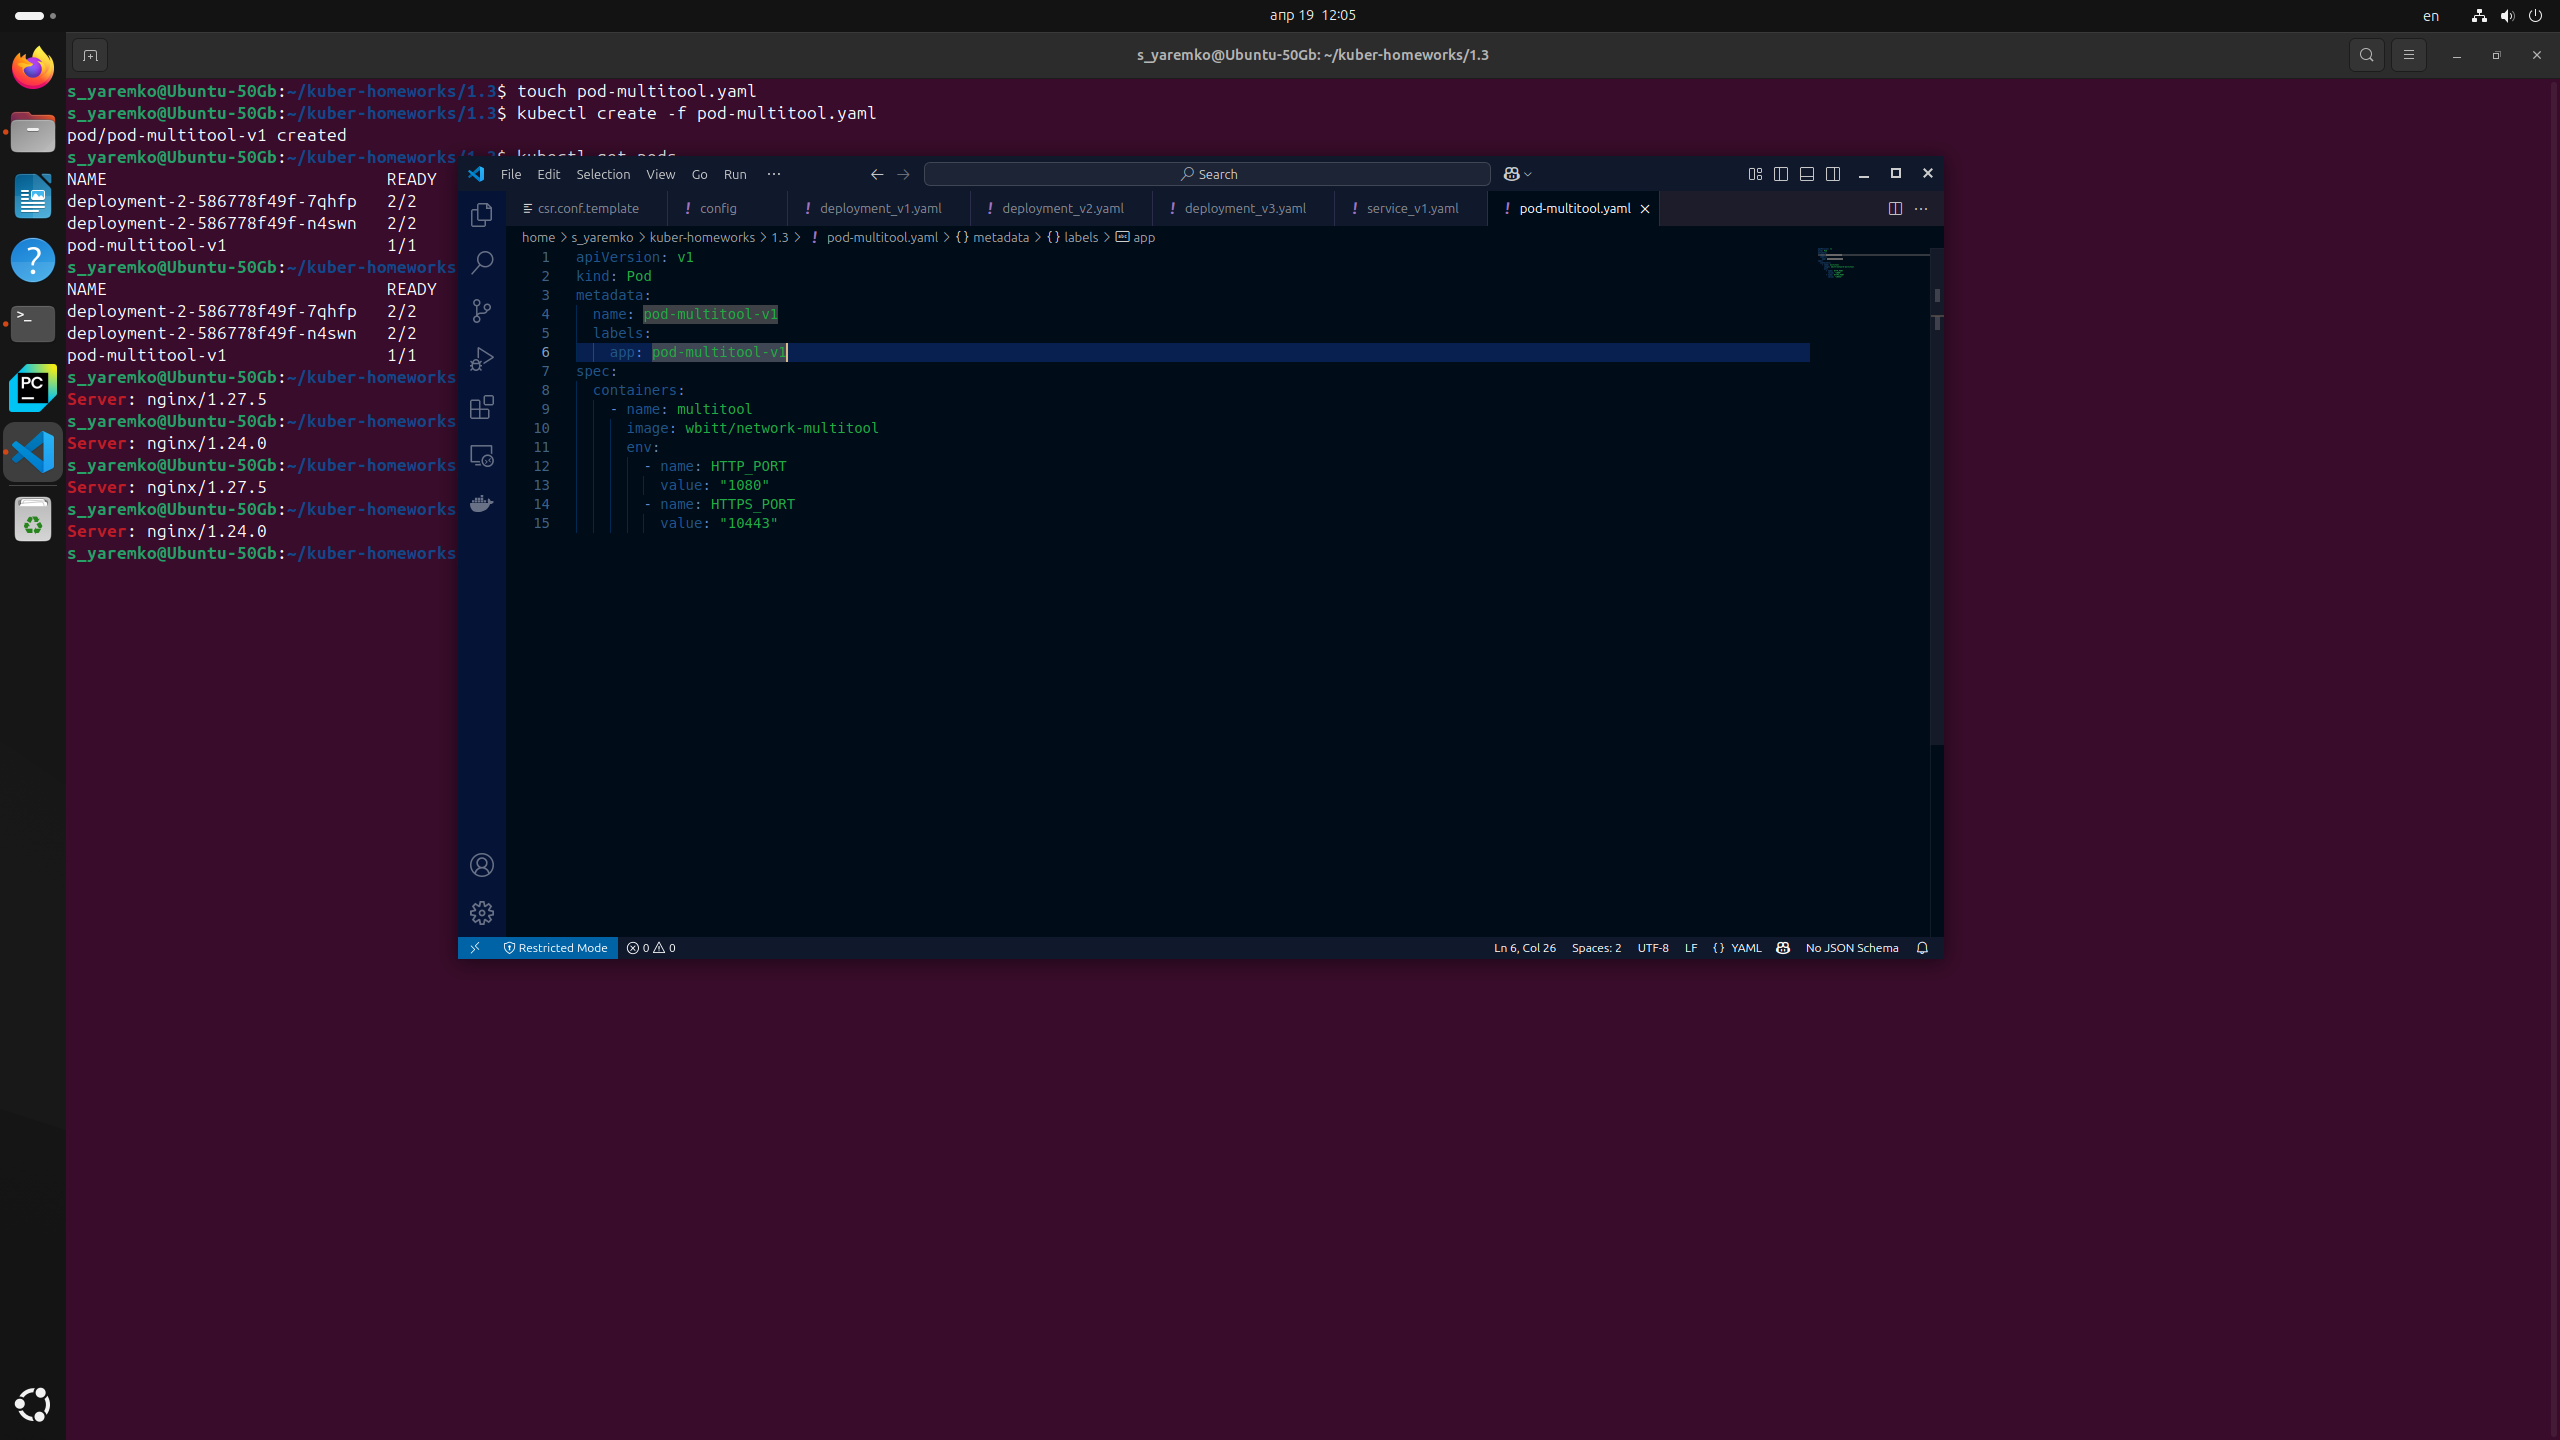 апр 19 12:05
en
s_yaremko@Ubuntu-50Gb: ~/kuber-homeworks/1.3
s_yaremko@Ubuntu-50Gb:~/kuber-homeworks/1.3$ touch pod-multitool.yaml
s_yaremko@Ubuntu-50Gb:~/kuber-homeworks/1.3$ kubectl create -f pod-multitool.yaml
pod/pod-multitool-v1 created
s_yaremko@Ubuntu-50Gb:~/kuber-homeworks/1.3$ kubectl get pods
NAME READY
deployment-2-586778f49f-7qhfp 2/2
deployment-2-586778f49f-n4swn 2/2
pod-multitool-v1 1/1
s_yaremko@Ubuntu-50Gb:~/kuber-homeworks
NAME READY
deployment-2-586778f49f-7qhfp 2/2
deployment-2-586778f49f-n4swn 2/2
pod-multitool-v1 1/1
s_yaremko@Ubuntu-50Gb:~/kuber-homeworks
Server: nginx/1.27.5
s_yaremko@Ubuntu-50Gb:~/kuber-homeworks
Server: nginx/1.24.0
s_yaremko@Ubuntu-50Gb:~/kuber-homeworks
Server: nginx/1.27.5
s_yaremko@Ubuntu-50Gb:~/kuber-homeworks
Server: nginx/1.24.0
s_yaremko@Ubuntu-50Gb:~/kuber-homeworks
PC
File Edit Selection View Go Run ··· Search
csr.conf.template ! config ! deployment_v1.yaml ! deployment_v2.yaml ! deployment_v3.yaml ! service_v1.yaml ! pod-multitool.yaml
home > s_yaremko > kuber-homeworks > 1.3 > ! pod-multitool.yaml > {} metadata > {} labels > abc app
1 apiVersion: v1
2 kind: Pod
3 metadata:
4 name: pod-multitool-v1
5 labels:
6 app: pod-multitool-v1
7 spec:
8 containers:
9 - name: multitool
10 image: wbitt/network-multitool
11 env:
12 - name: HTTP_PORT
13 value: "1080"
14 - name: HTTPS_PORT
15 value: "10443"
Restricted Mode 0 0 Ln 6, Col 26 Spaces: 2 UTF-8 LF {} YAML No JSON Schema